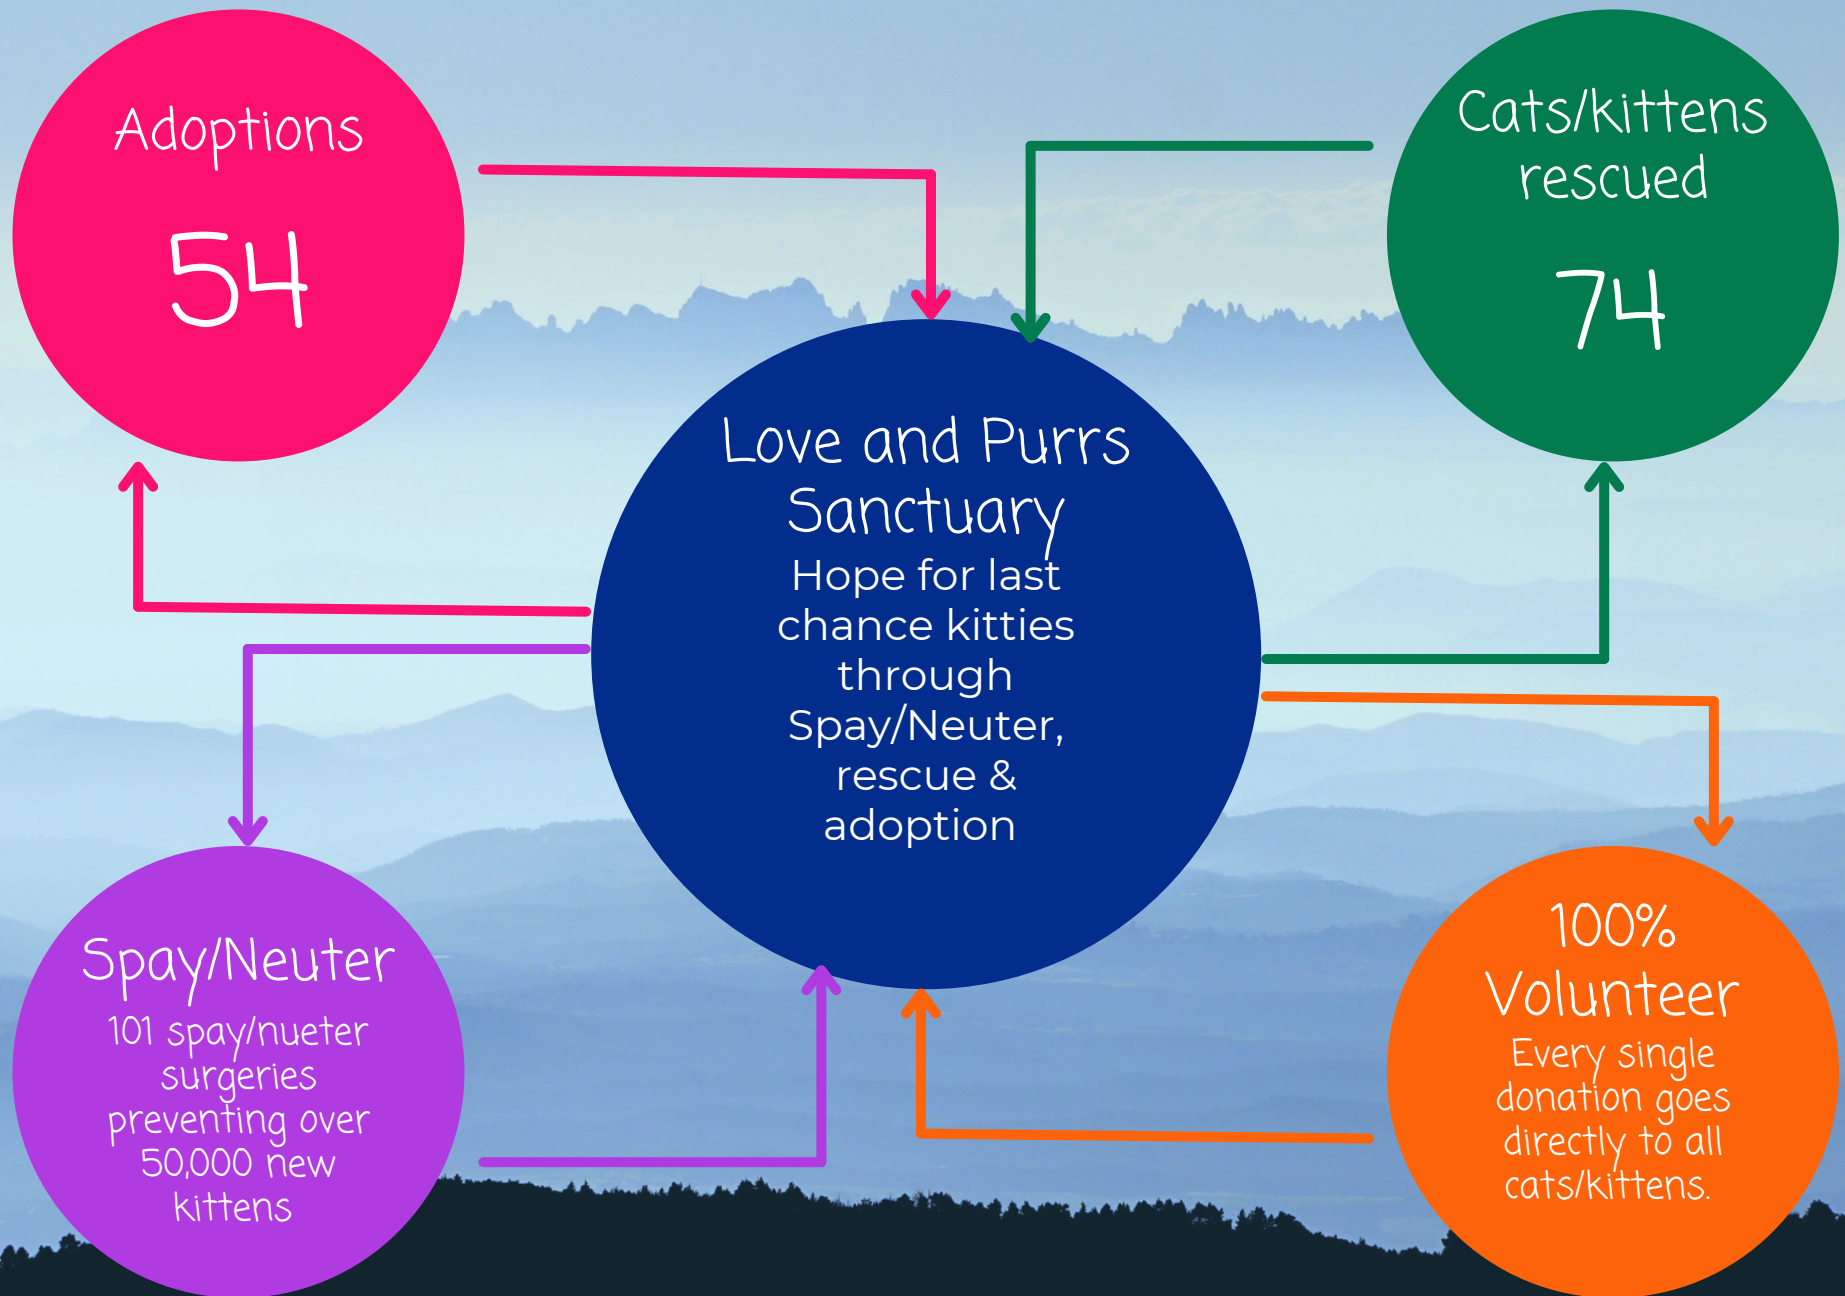 Adoptions
54
Cats/kittens
rescued
74
Love and Purrs
Sanctuary
Hope for last
chance kitties
through
Spay/Neuter,
rescue &
adoption
Spay/Neuter
101 spay/nueter
surgeries
preventing over
50,000 new
kittens
100%
Volunteer
Every single
donation goes
directly to all
cats/kittens.